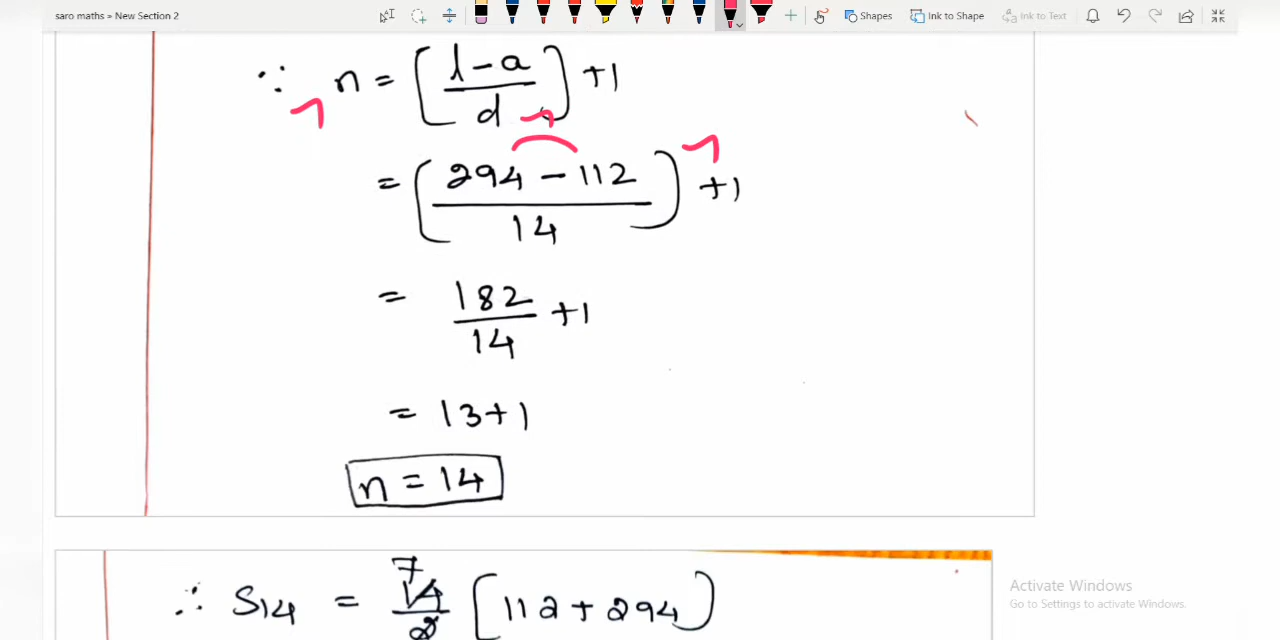 saro maths » New Section 2
Shapes Ink to Shape Ink to Text
∵ n = [l - a / d] + 1
= (294 - 112 / 14) + 1
= 182 / 14 + 1
= 13 + 1
n = 14
∴ S14 = 7 14 / 2 [112 + 294]
Activate Windows
Go to Settings to activate Windows.